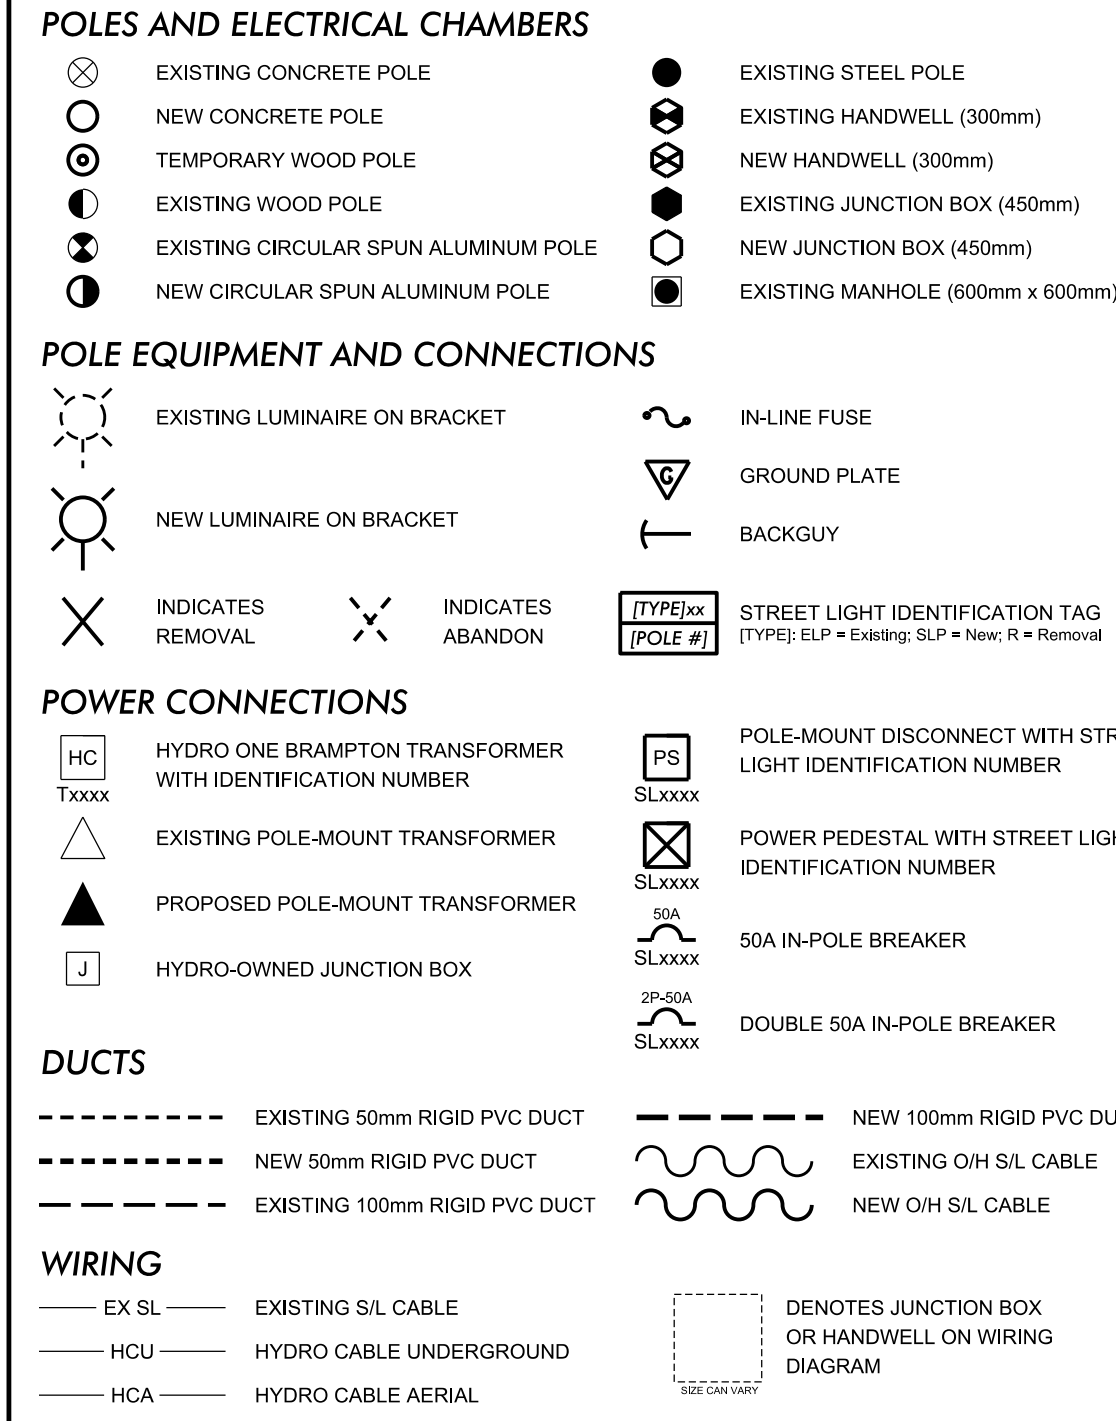 POLES AND ELECTRICAL CHAMBERS
EXISTING CONCRETE POLE
NEW CONCRETE POLE
TEMPORARY WOOD POLE
EXISTING WOOD POLE
EXISTING CIRCULAR SPUN ALUMINUM POLE
NEW CIRCULAR SPUN ALUMINUM POLE
EXISTING STEEL POLE
EXISTING HANDWELL (300mm)
NEW HANDWELL (300mm)
EXISTING JUNCTION BOX (450mm)
NEW JUNCTION BOX (450mm)
EXISTING MANHOLE (600mm x 600mm)
POLE EQUIPMENT AND CONNECTIONS
EXISTING LUMINAIRE ON BRACKET
NEW LUMINAIRE ON BRACKET
INDICATES
REMOVAL
INDICATES
ABANDON
IN-LINE FUSE
G
GROUND PLATE
BACKGUY
[TYPE]xx
[POLE #]
STREET LIGHT IDENTIFICATION TAG
[TYPE]: ELP = Existing; SLP = New; R = Removal
POWER CONNECTIONS
HC
Txxxx
HYDRO ONE BRAMPTON TRANSFORMER
WITH IDENTIFICATION NUMBER
EXISTING POLE-MOUNT TRANSFORMER
PROPOSED POLE-MOUNT TRANSFORMER
J
HYDRO-OWNED JUNCTION BOX
PS
SLxxxx
POLE-MOUNT DISCONNECT WITH STR
LIGHT IDENTIFICATION NUMBER
SLxxxx
POWER PEDESTAL WITH STREET LIGH
IDENTIFICATION NUMBER
50A
SLxxxx
50A IN-POLE BREAKER
2P-50A
SLxxxx
DOUBLE 50A IN-POLE BREAKER
DUCTS
EXISTING 50mm RIGID PVC DUCT
NEW 50mm RIGID PVC DUCT
EXISTING 100mm RIGID PVC DUCT
NEW 100mm RIGID PVC DU
EXISTING O/H S/L CABLE
NEW O/H S/L CABLE
WIRING
EX SL
EXISTING S/L CABLE
HCU
HYDRO CABLE UNDERGROUND
HCA
HYDRO CABLE AERIAL
SIZE CAN VARY
DENOTES JUNCTION BOX
OR HANDWELL ON WIRING
DIAGRAM